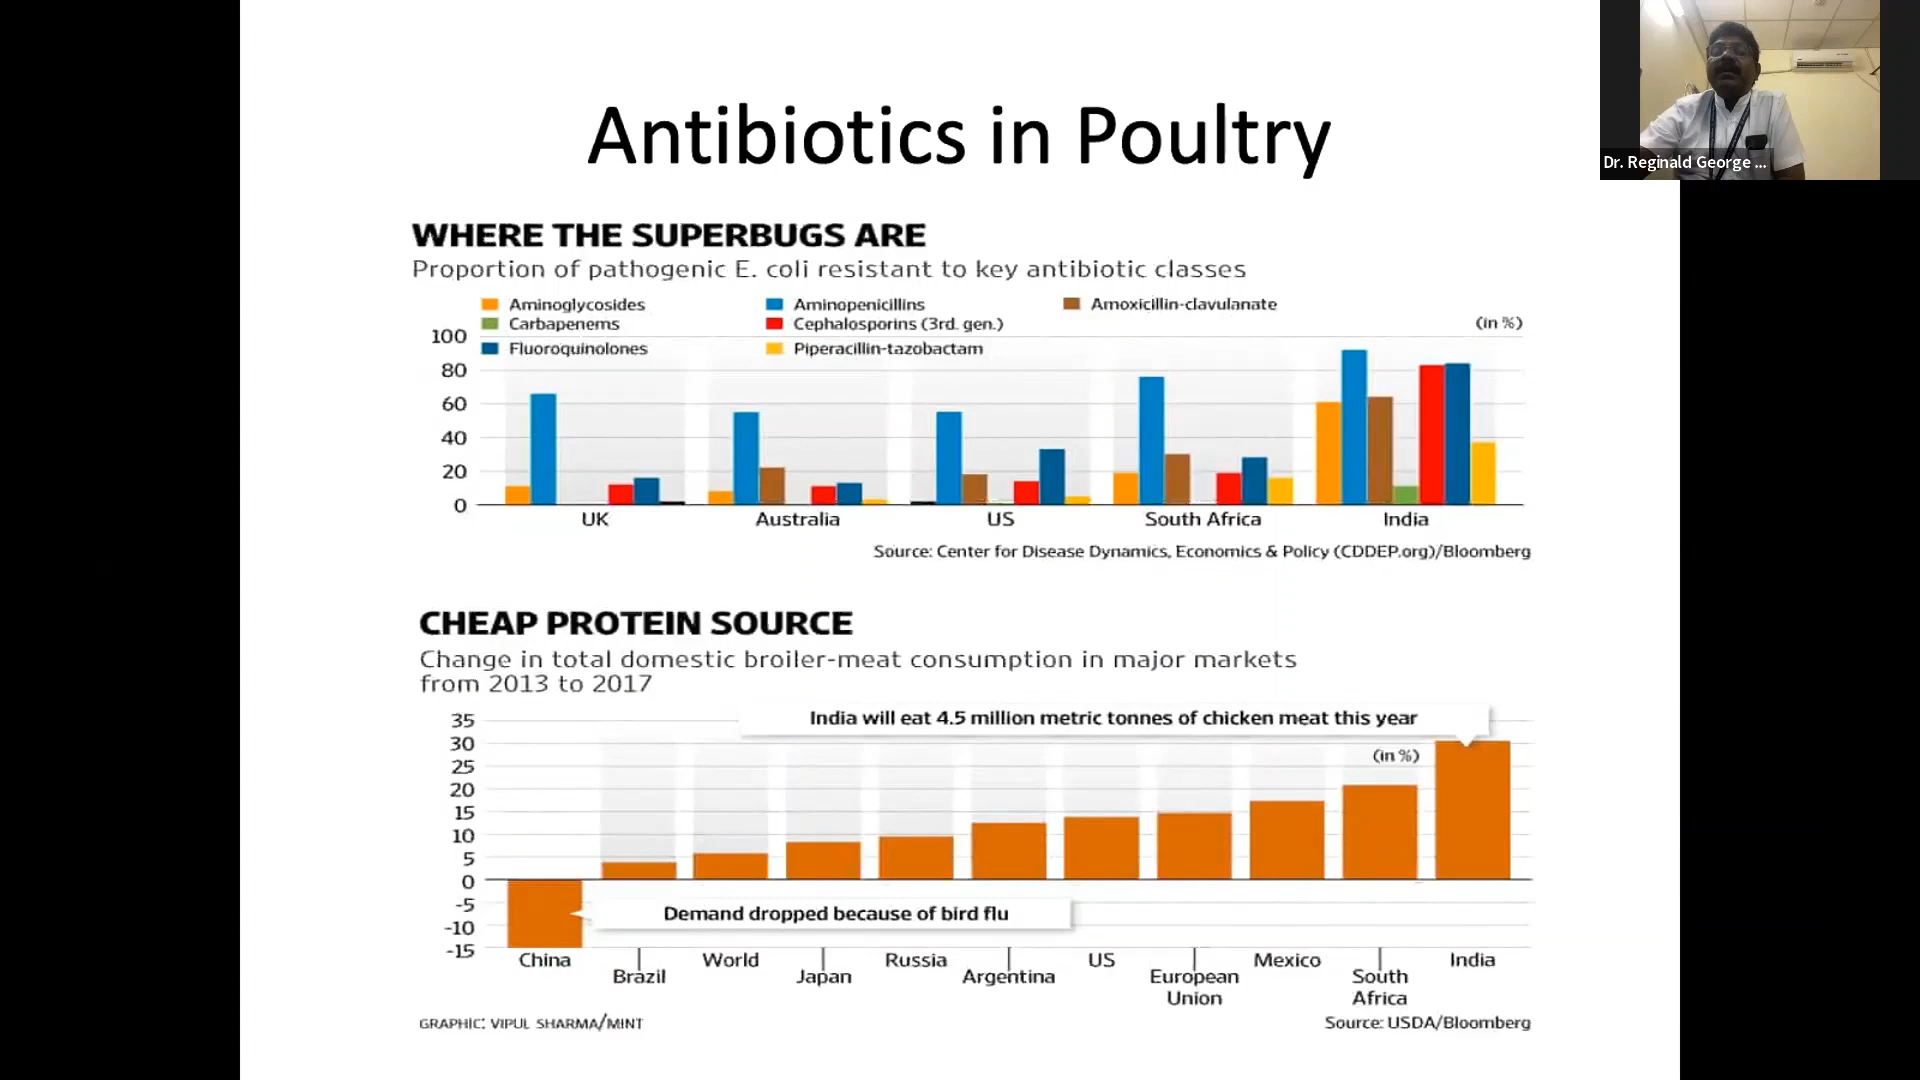 Antibiotics in Poultry
Dr. Reginald George ...
WHERE THE SUPERBUGS ARE
Proportion of pathogenic E. coli resistant to key antibiotic classes
Aminoglycosides
Aminopenicillins
Amoxicillin-clavulanate
Carbapenems
Cephalosporins (3rd. gen.)
(in %)
Fluoroquinolones
Piperacillin-tazobactam
100
80
60
40
20
0
UK
Australia
US
South Africa
India
Source: Center for Disease Dynamics, Economics & Policy (CDDEP.org)/Bloomberg
CHEAP PROTEIN SOURCE
Change in total domestic broiler-meat consumption in major markets
from 2013 to 2017
India will eat 4.5 million metric tonnes of chicken meat this year
(in %)
35
30
25
20
15
10
5
0
-5
-10
-15
Demand dropped because of bird flu
China
Brazil
World
Japan
Russia
Argentina
US
European
Union
Mexico
South
Africa
India
GRAPHIC: VIPUL SHARMA/MINT
Source: USDA/Bloomberg